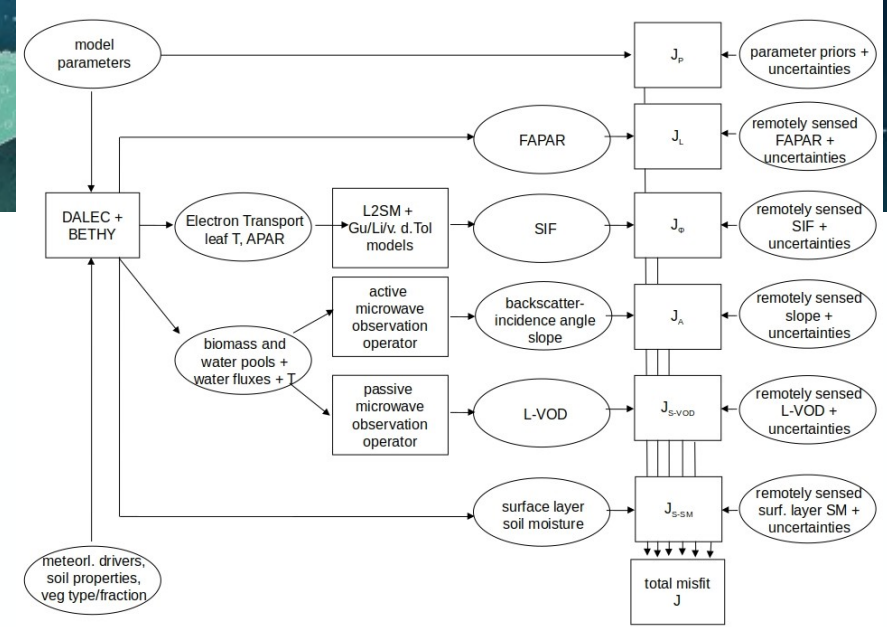 model
parameters
J_P
parameter priors +
uncertainties
FAPAR
J_L
remotely sensed
FAPAR +
uncertainties
DALEC +
BETHY
Electron Transport
leaf T, APAR
L2SM +
Gu/Li/v. d.Tol
models
SIF
J_Φ
remotely sensed
SIF +
uncertainties
active
microwave
observation
operator
backscatter-
incidence angle
slope
J_A
remotely sensed
slope +
uncertainties
biomass and
water pools +
water fluxes + T
passive
microwave
observation
operator
L-VOD
J_S-VOD
remotely sensed
L-VOD +
uncertainties
surface layer
soil moisture
J_S-SM
remotely sensed
surf. layer SM +
uncertainties
meteorl. drivers,
soil properties,
veg type/fraction
total misfit
J